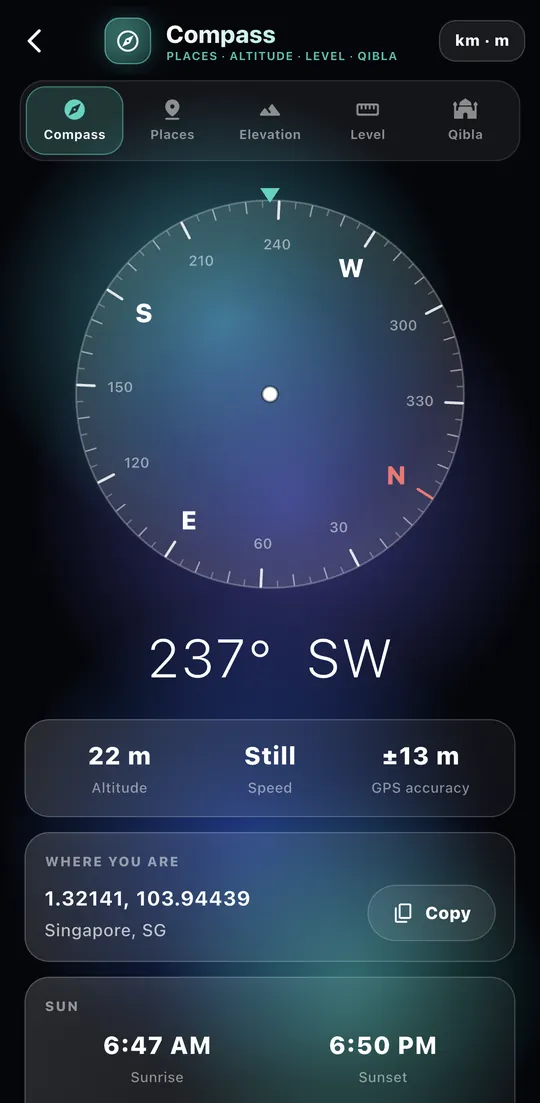 Compass
PLACES · ALTITUDE · LEVEL · QIBLA
km · m
Compass
Places
Elevation
Level
Qibla
240
210
W
S
300
150
330
120
N
E
30
60
237° SW
22 m
Still
±13 m
Altitude
Speed
GPS accuracy
WHERE YOU ARE
1.32141, 103.94439
Singapore, SG
Copy
SUN
6:47 AM
6:50 PM
Sunrise
Sunset